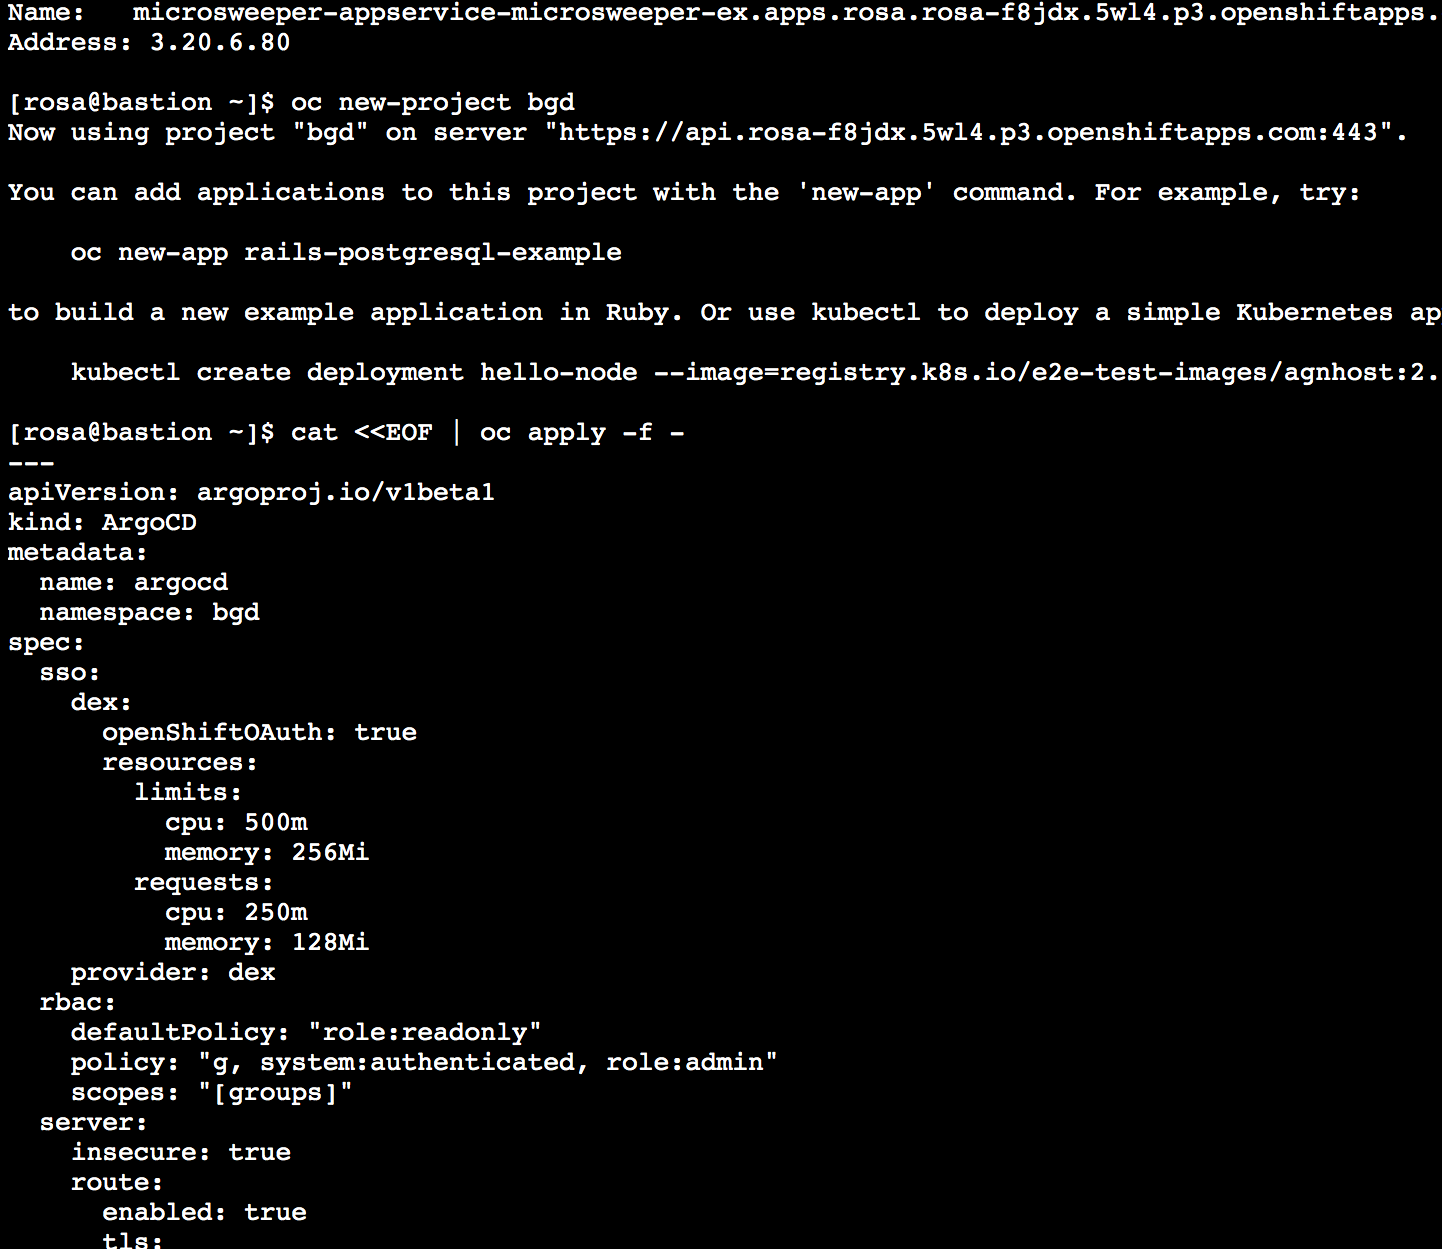 Name:   microsweeper-appservice-microsweeper-ex.apps.rosa.rosa-f8jdx.5wl4.p3.openshiftapps.
Address: 3.20.6.80
[rosa@bastion ~]$ oc new-project bgd
Now using project "bgd" on server "https://api.rosa-f8jdx.5wl4.p3.openshiftapps.com:443".
You can add applications to this project with the 'new-app' command. For example, try:
    oc new-app rails-postgresql-example
to build a new example application in Ruby. Or use kubectl to deploy a simple Kubernetes ap
    kubectl create deployment hello-node --image=registry.k8s.io/e2e-test-images/agnhost:2.
[rosa@bastion ~]$ cat <<EOF | oc apply -f -
---
apiVersion: argoproj.io/v1beta1
kind: ArgoCD
metadata:
  name: argocd
  namespace: bgd
spec:
  sso:
    dex:
      openShiftOAuth: true
      resources:
        limits:
          cpu: 500m
          memory: 256Mi
        requests:
          cpu: 250m
          memory: 128Mi
    provider: dex
  rbac:
    defaultPolicy: "role:readonly"
    policy: "g, system:authenticated, role:admin"
    scopes: "[groups]"
  server:
    insecure: true
    route:
      enabled: true
      tls: